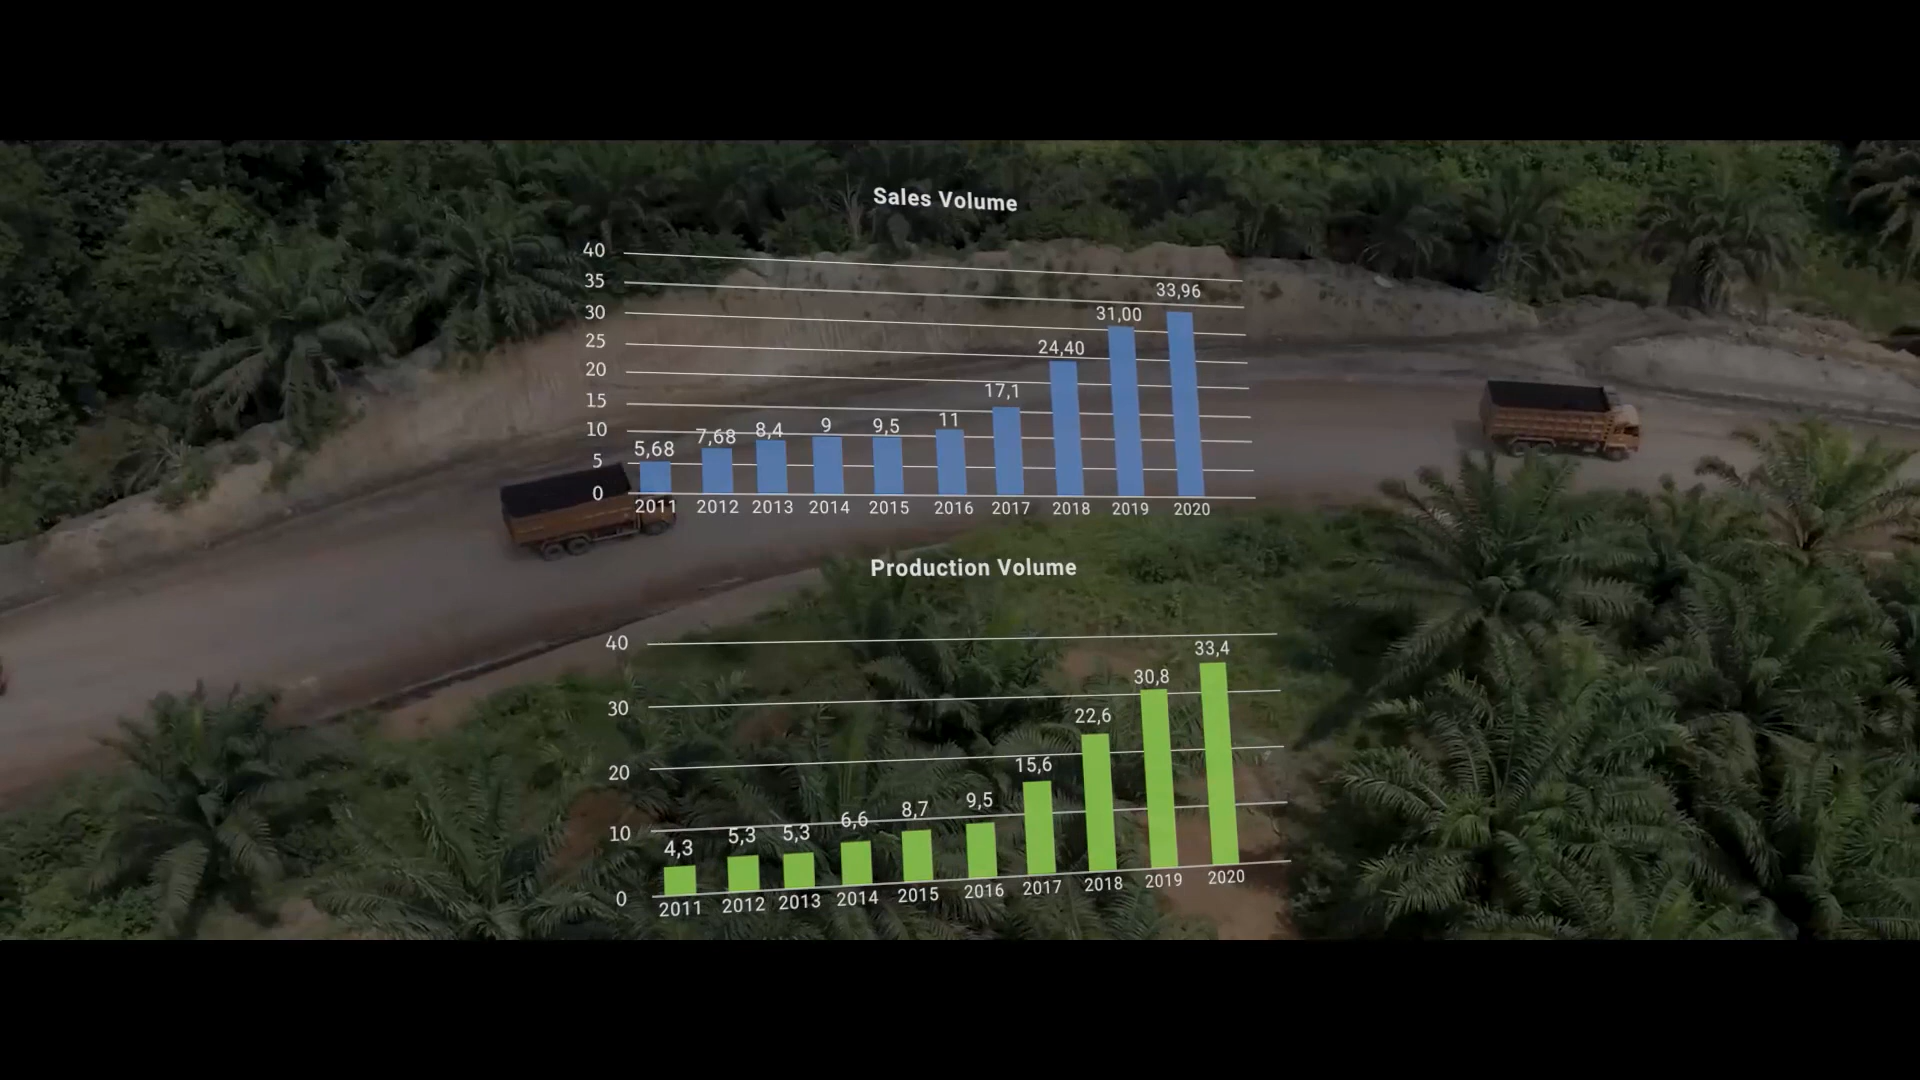 Sales Volume
40
35
30
25
20
15
10
5
0
5,68 7,68 8,4 9 9,5 11 17,1 24,40 31,00 33,96
2011 2012 2013 2014 2015 2016 2017 2018 2019 2020
Production Volume
40
30
20
10
0
4,3 5,3 5,3 6,6 8,7 9,5 15,6 22,6 30,8 33,4
2011 2012 2013 2014 2015 2016 2017 2018 2019 2020